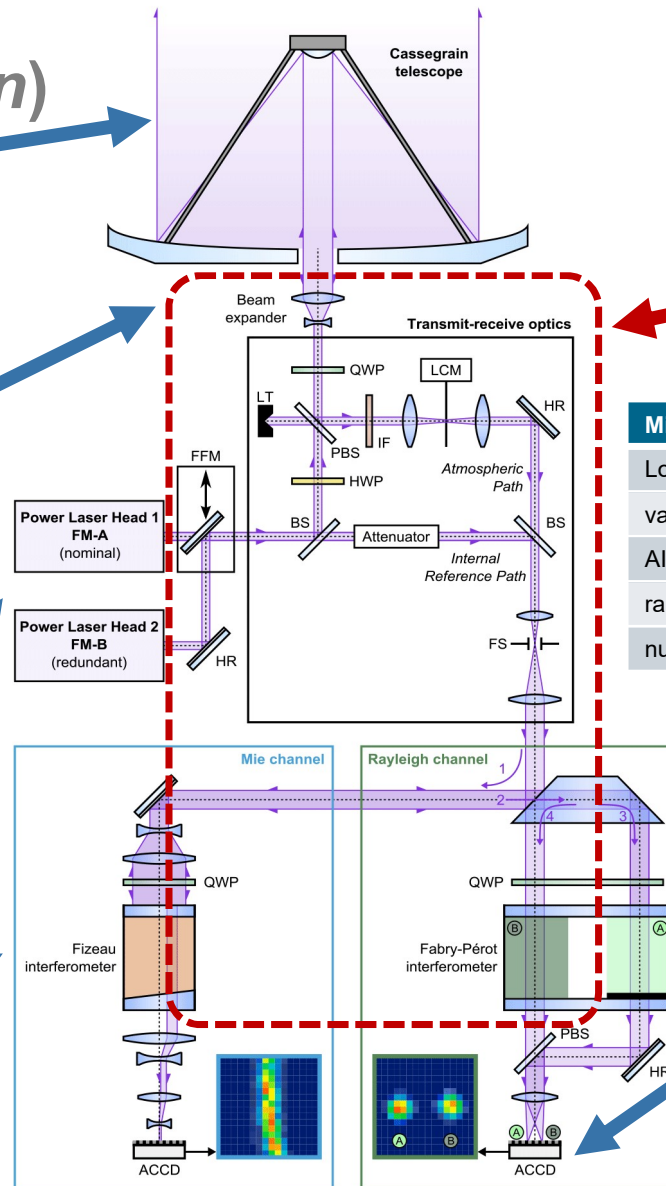 n)
Cassegrain
telescope
Beam
expander
Transmit-receive optics
QWP
LCM
LT
HR
PBS
IF
FFM
Atmospheric
Path
HWP
Power Laser Head 1
FM-A
(nominal)
BS
Attenuator
BS
Internal
Reference Path
Power Laser Head 2
FM-B
(redundant)
HR
FS
Mie channel
Rayleigh channel
1
2
4
3
QWP
QWP
B
A
Fizeau
interferometer
Fabry-Pérot
interferometer
PBS
HR
A
B
A
B
ACCD
ACCD
M
Lo
va
ra
nu